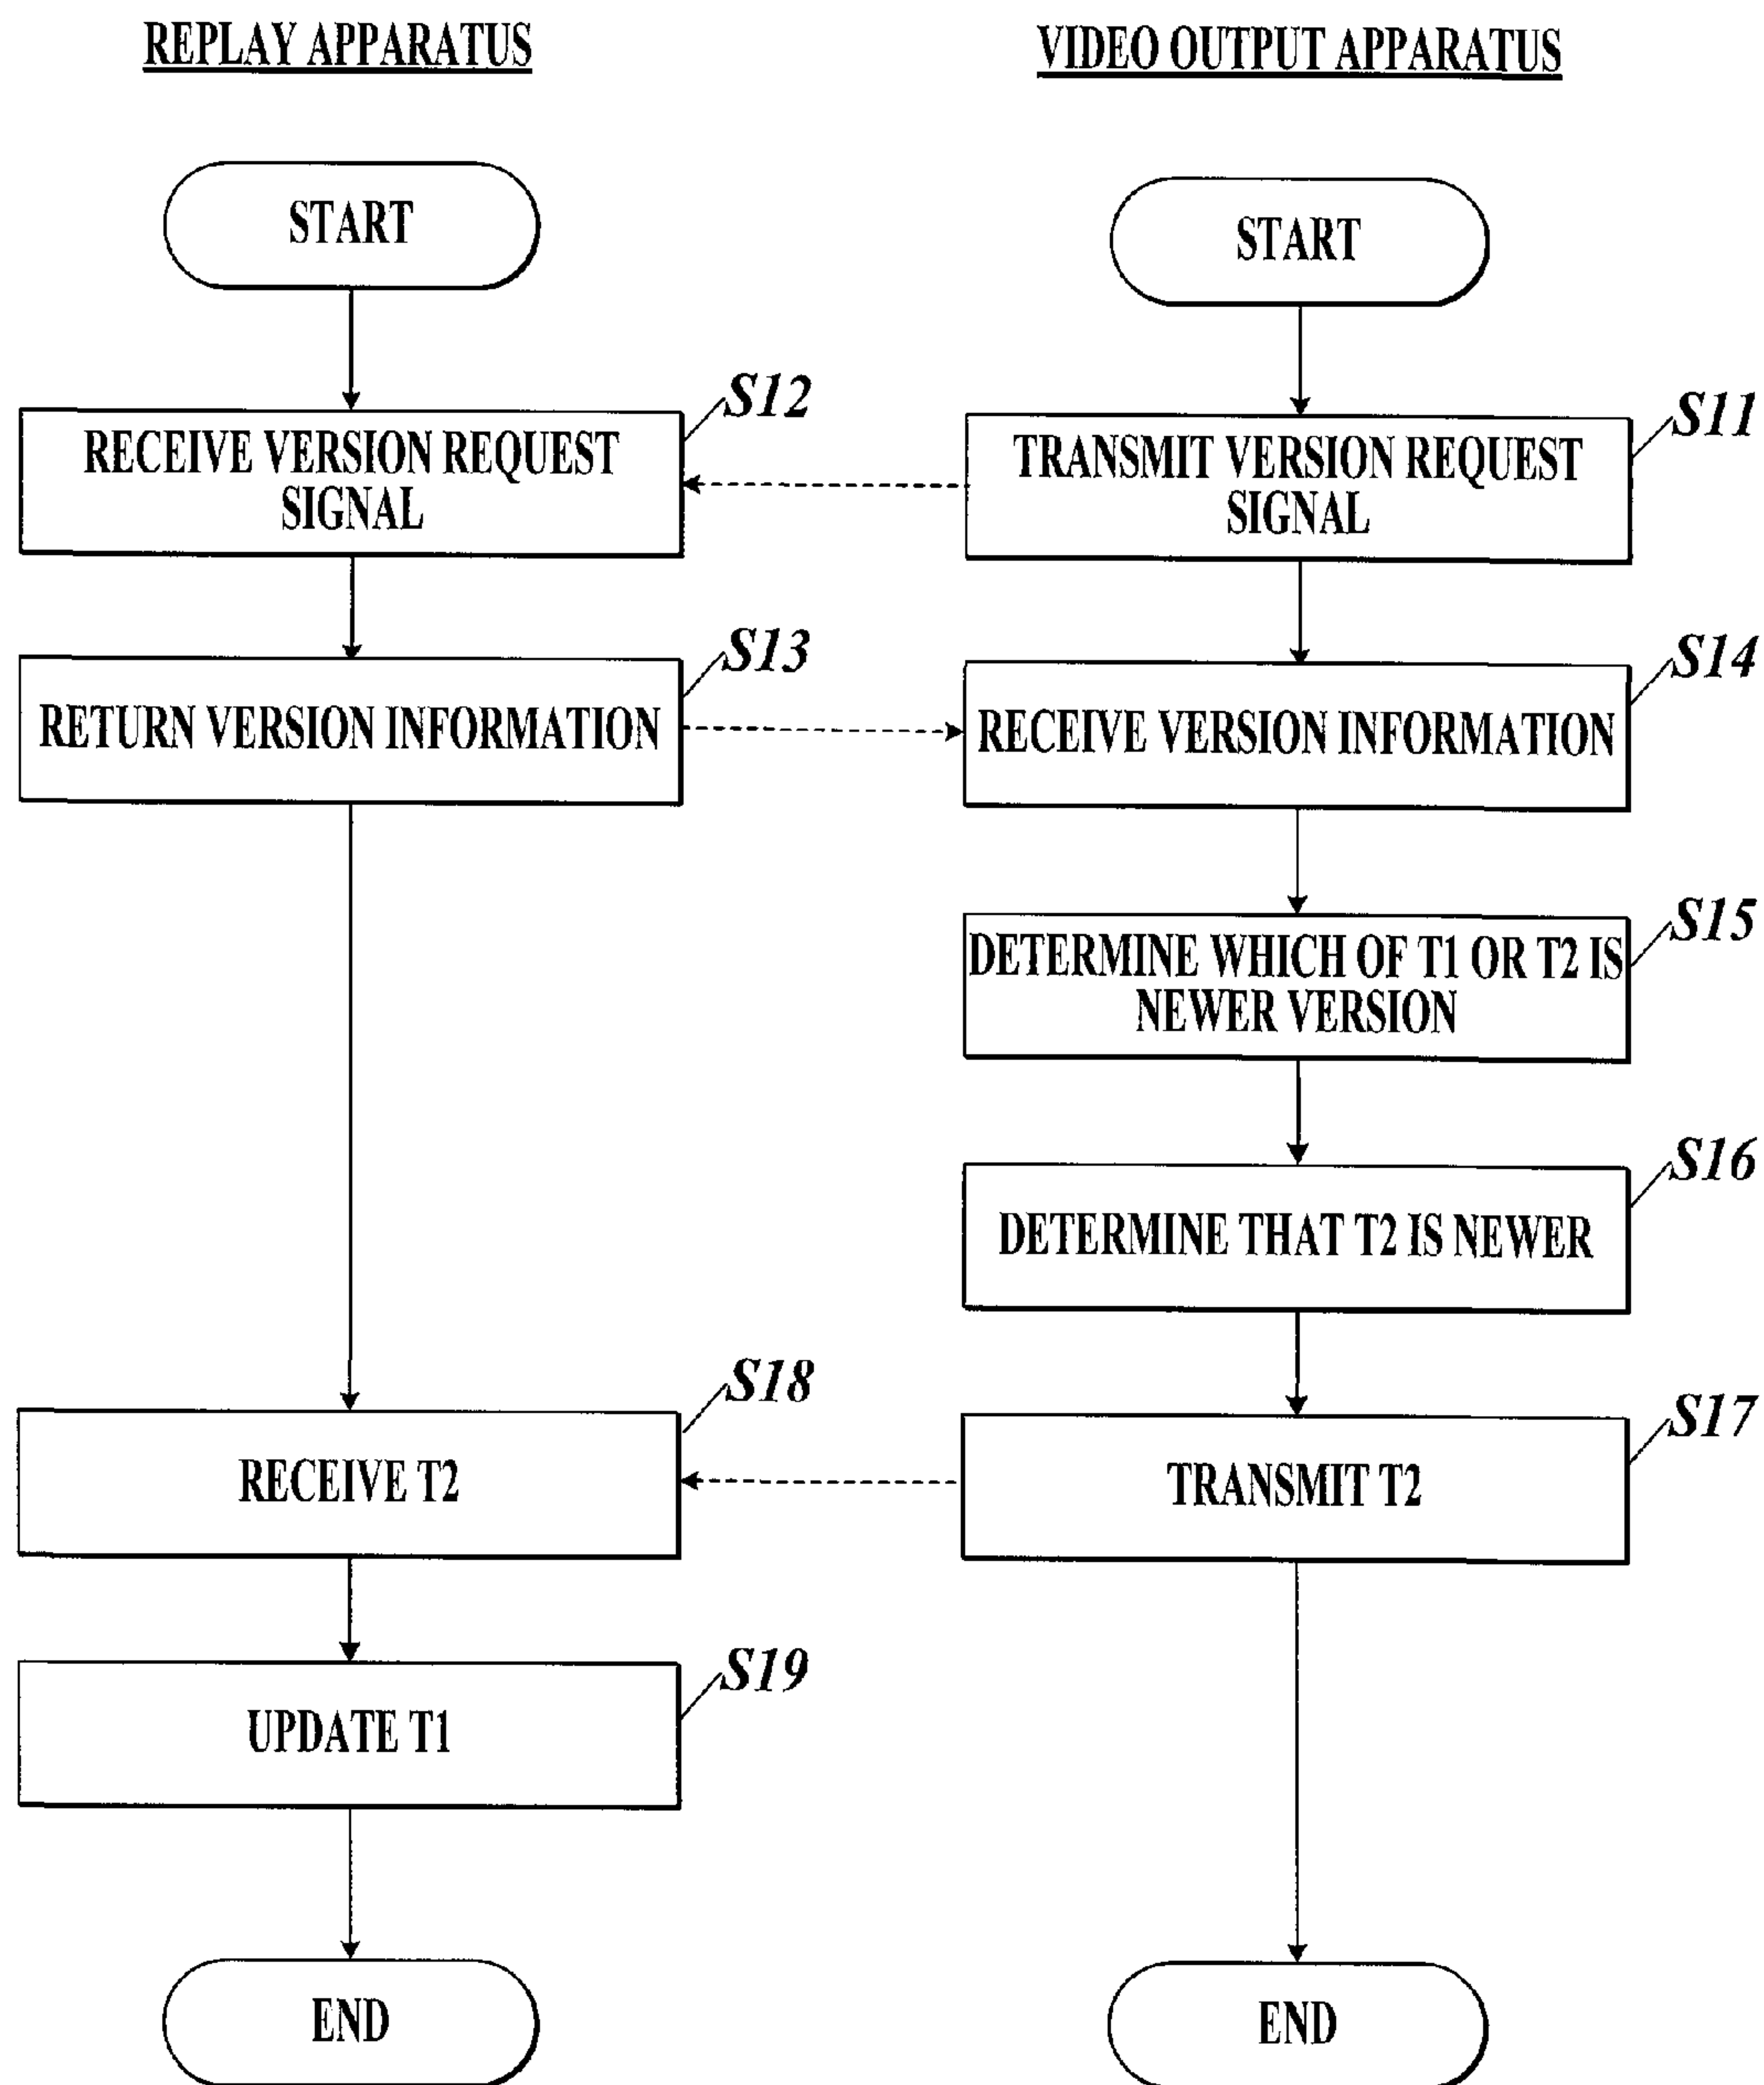 REPLAY APPARATUS
VIDEO OUTPUT APPARATUS
START
START
S12
RECEIVE VERSION REQUEST
SIGNAL
S11
TRANSMIT VERSION REQUEST
SIGNAL
S13
RETURN VERSION INFORMATION
S14
RECEIVE VERSION INFORMATION
S15
DETERMINE WHICH OF T1 OR T2 IS
NEWER VERSION
S16
DETERMINE THAT T2 IS NEWER
S18
RECEIVE T2
S17
TRANSMIT T2
S19
UPDATE T1
END
END